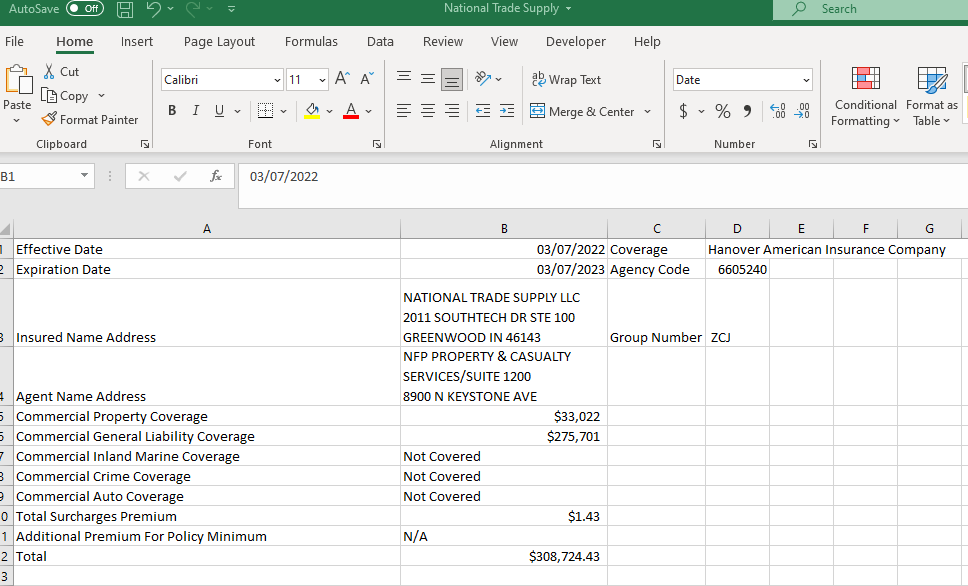 AutoSave Off National Trade Supply Search
File Home Insert Page Layout Formulas Data Review View Developer Help
Cut
Copy
Paste
Format Painter
Calibri 11 A^ Aˇ
B I U A
ab Wrap Text
Merge & Center
Date
$ % 9 .00
Conditional Formatting
Format as Table
Clipboard Font Alignment Number
B1 fx 03/07/2022
A B C D E F G
1 Effective Date 03/07/2022 Coverage Hanover American Insurance Company
2 Expiration Date 03/07/2023 Agency Code 6605240
NATIONAL TRADE SUPPLY LLC
2011 SOUTHTECH DR STE 100
3 Insured Name Address GREENWOOD IN 46143 Group Number ZCJ
NFP PROPERTY & CASUALTY
SERVICES/SUITE 1200
4 Agent Name Address 8900 N KEYSTONE AVE
5 Commercial Property Coverage $33,022
6 Commercial General Liability Coverage $275,701
7 Commercial Inland Marine Coverage Not Covered
8 Commercial Crime Coverage Not Covered
9 Commercial Auto Coverage Not Covered
0 Total Surcharges Premium $1.43
1 Additional Premium For Policy Minimum N/A
2 Total $308,724.43
3